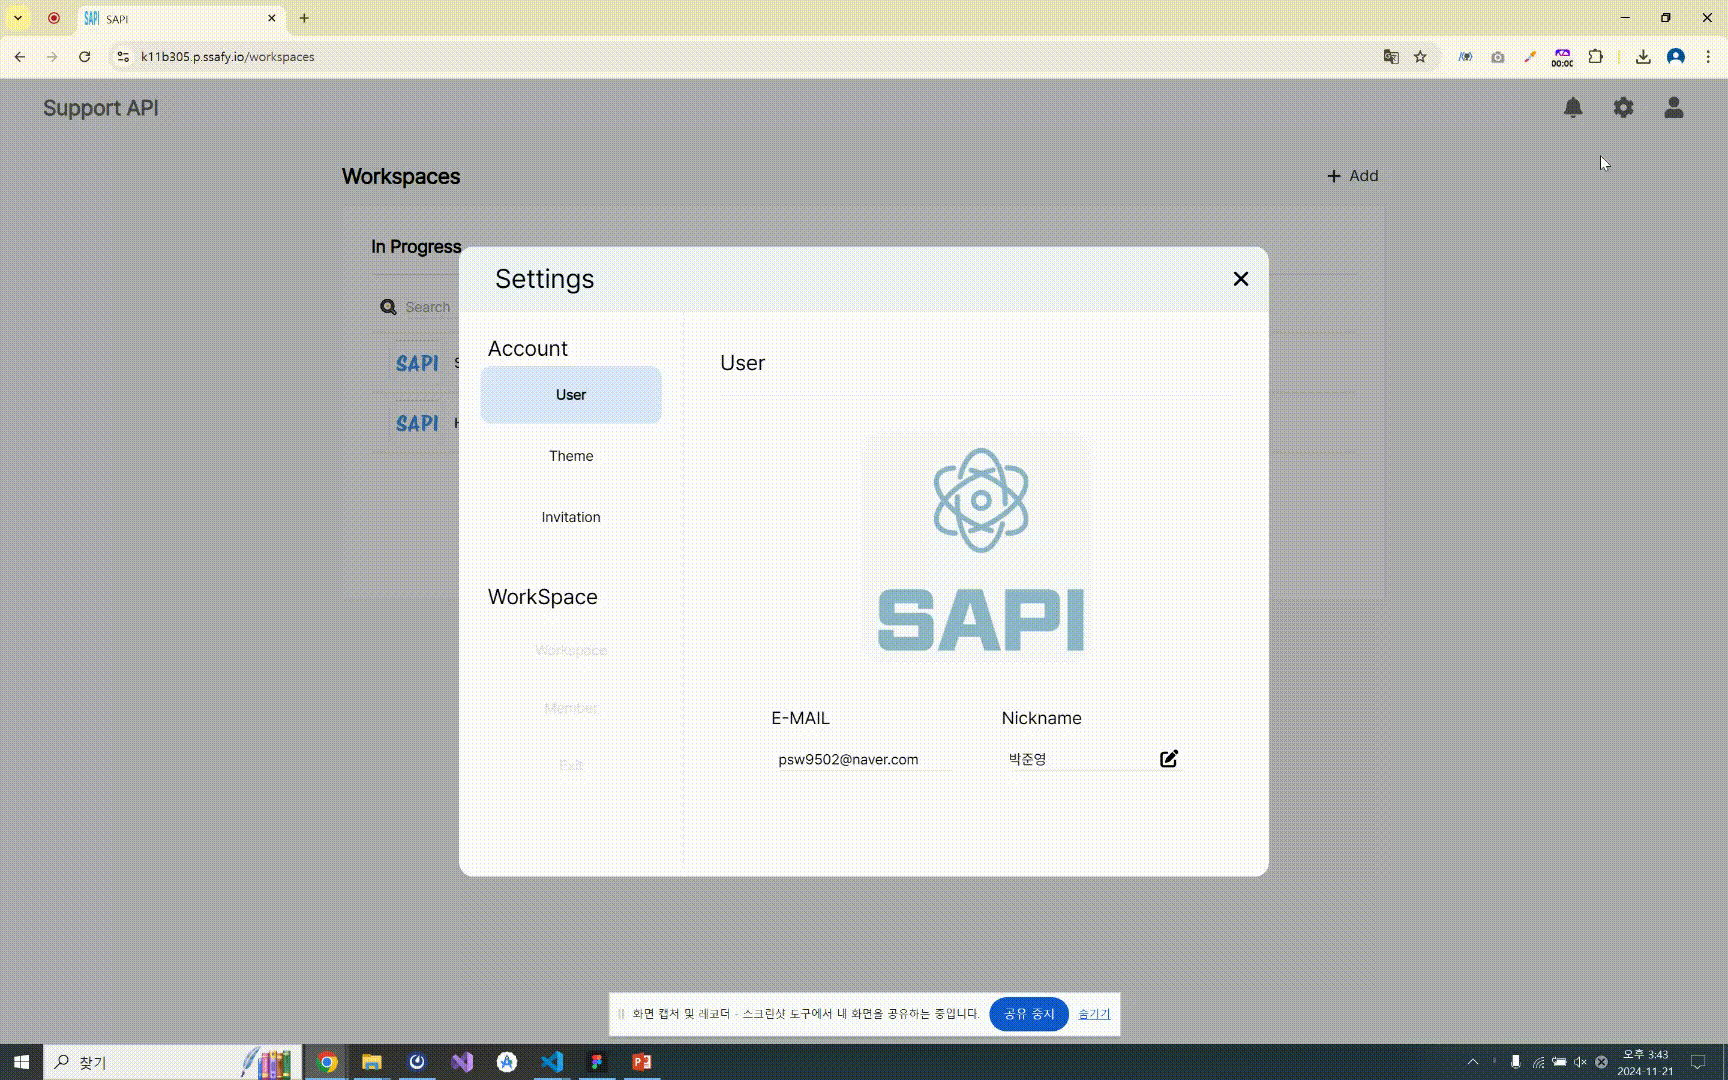 SAPI SAPI
k11b305.p.ssafy.io/workspaces
00:00
Support API
Workspaces
Add
In Progress
Search
SAPI
SAPI
Settings
Account
User
Theme
Invitation
WorkSpace
Workspace
Member
Exit
User
SAPI
E-MAIL
Nickname
psw9502@naver.com
박준영
화면 캡처 및 레코더 - 스크린샷 도구에서 내 화면을 공유하는 중입니다.
공유 중지
숨기기
찾기
오후 3:43
2024-11-21